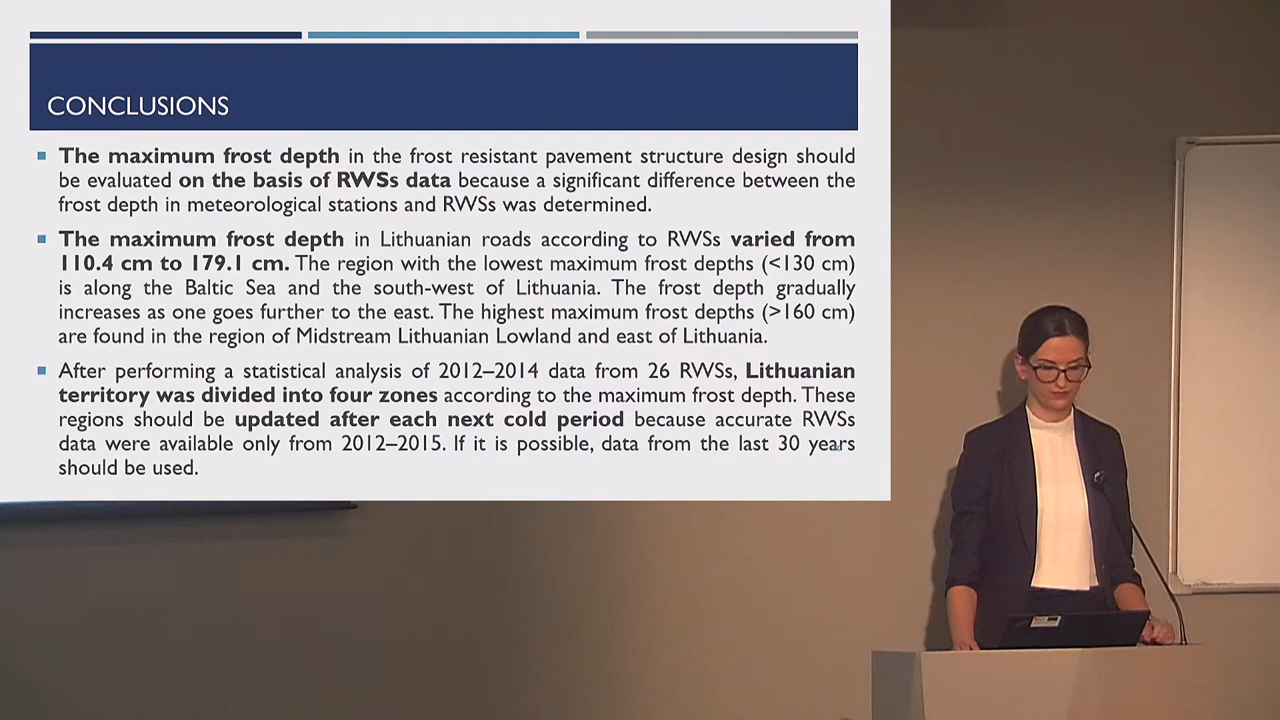 CONCLUSIONS
The maximum frost depth in the frost resistant pavement structure design should
be evaluated on the basis of RWSs data because a significant difference between the
frost depth in meteorological stations and RWSs was determined.
The maximum frost depth in Lithuanian roads according to RWSs varied from
110.4 cm to 179.1 cm. The region with the lowest maximum frost depths (<130 cm)
is along the Baltic Sea and the south-west of Lithuania. The frost depth gradually
increases as one goes further to the east. The highest maximum frost depths (>160 cm)
are found in the region of Midstream Lithuanian Lowland and east of Lithuania.
After performing a statistical analysis of 2012–2014 data from 26 RWSs, Lithuanian
territory was divided into four zones according to the maximum frost depth. These
regions should be updated after each next cold period because accurate RWSs
data were available only from 2012–2015. If it is possible, data from the last 30 years
should be used.